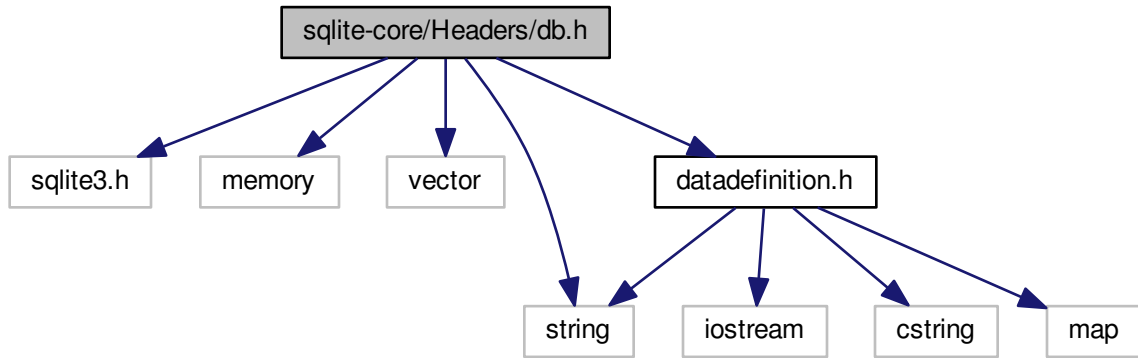 sqlite-core/Headers/db.h
sqlite3.h
memory
vector
datadefinition.h
string
iostream
cstring
map